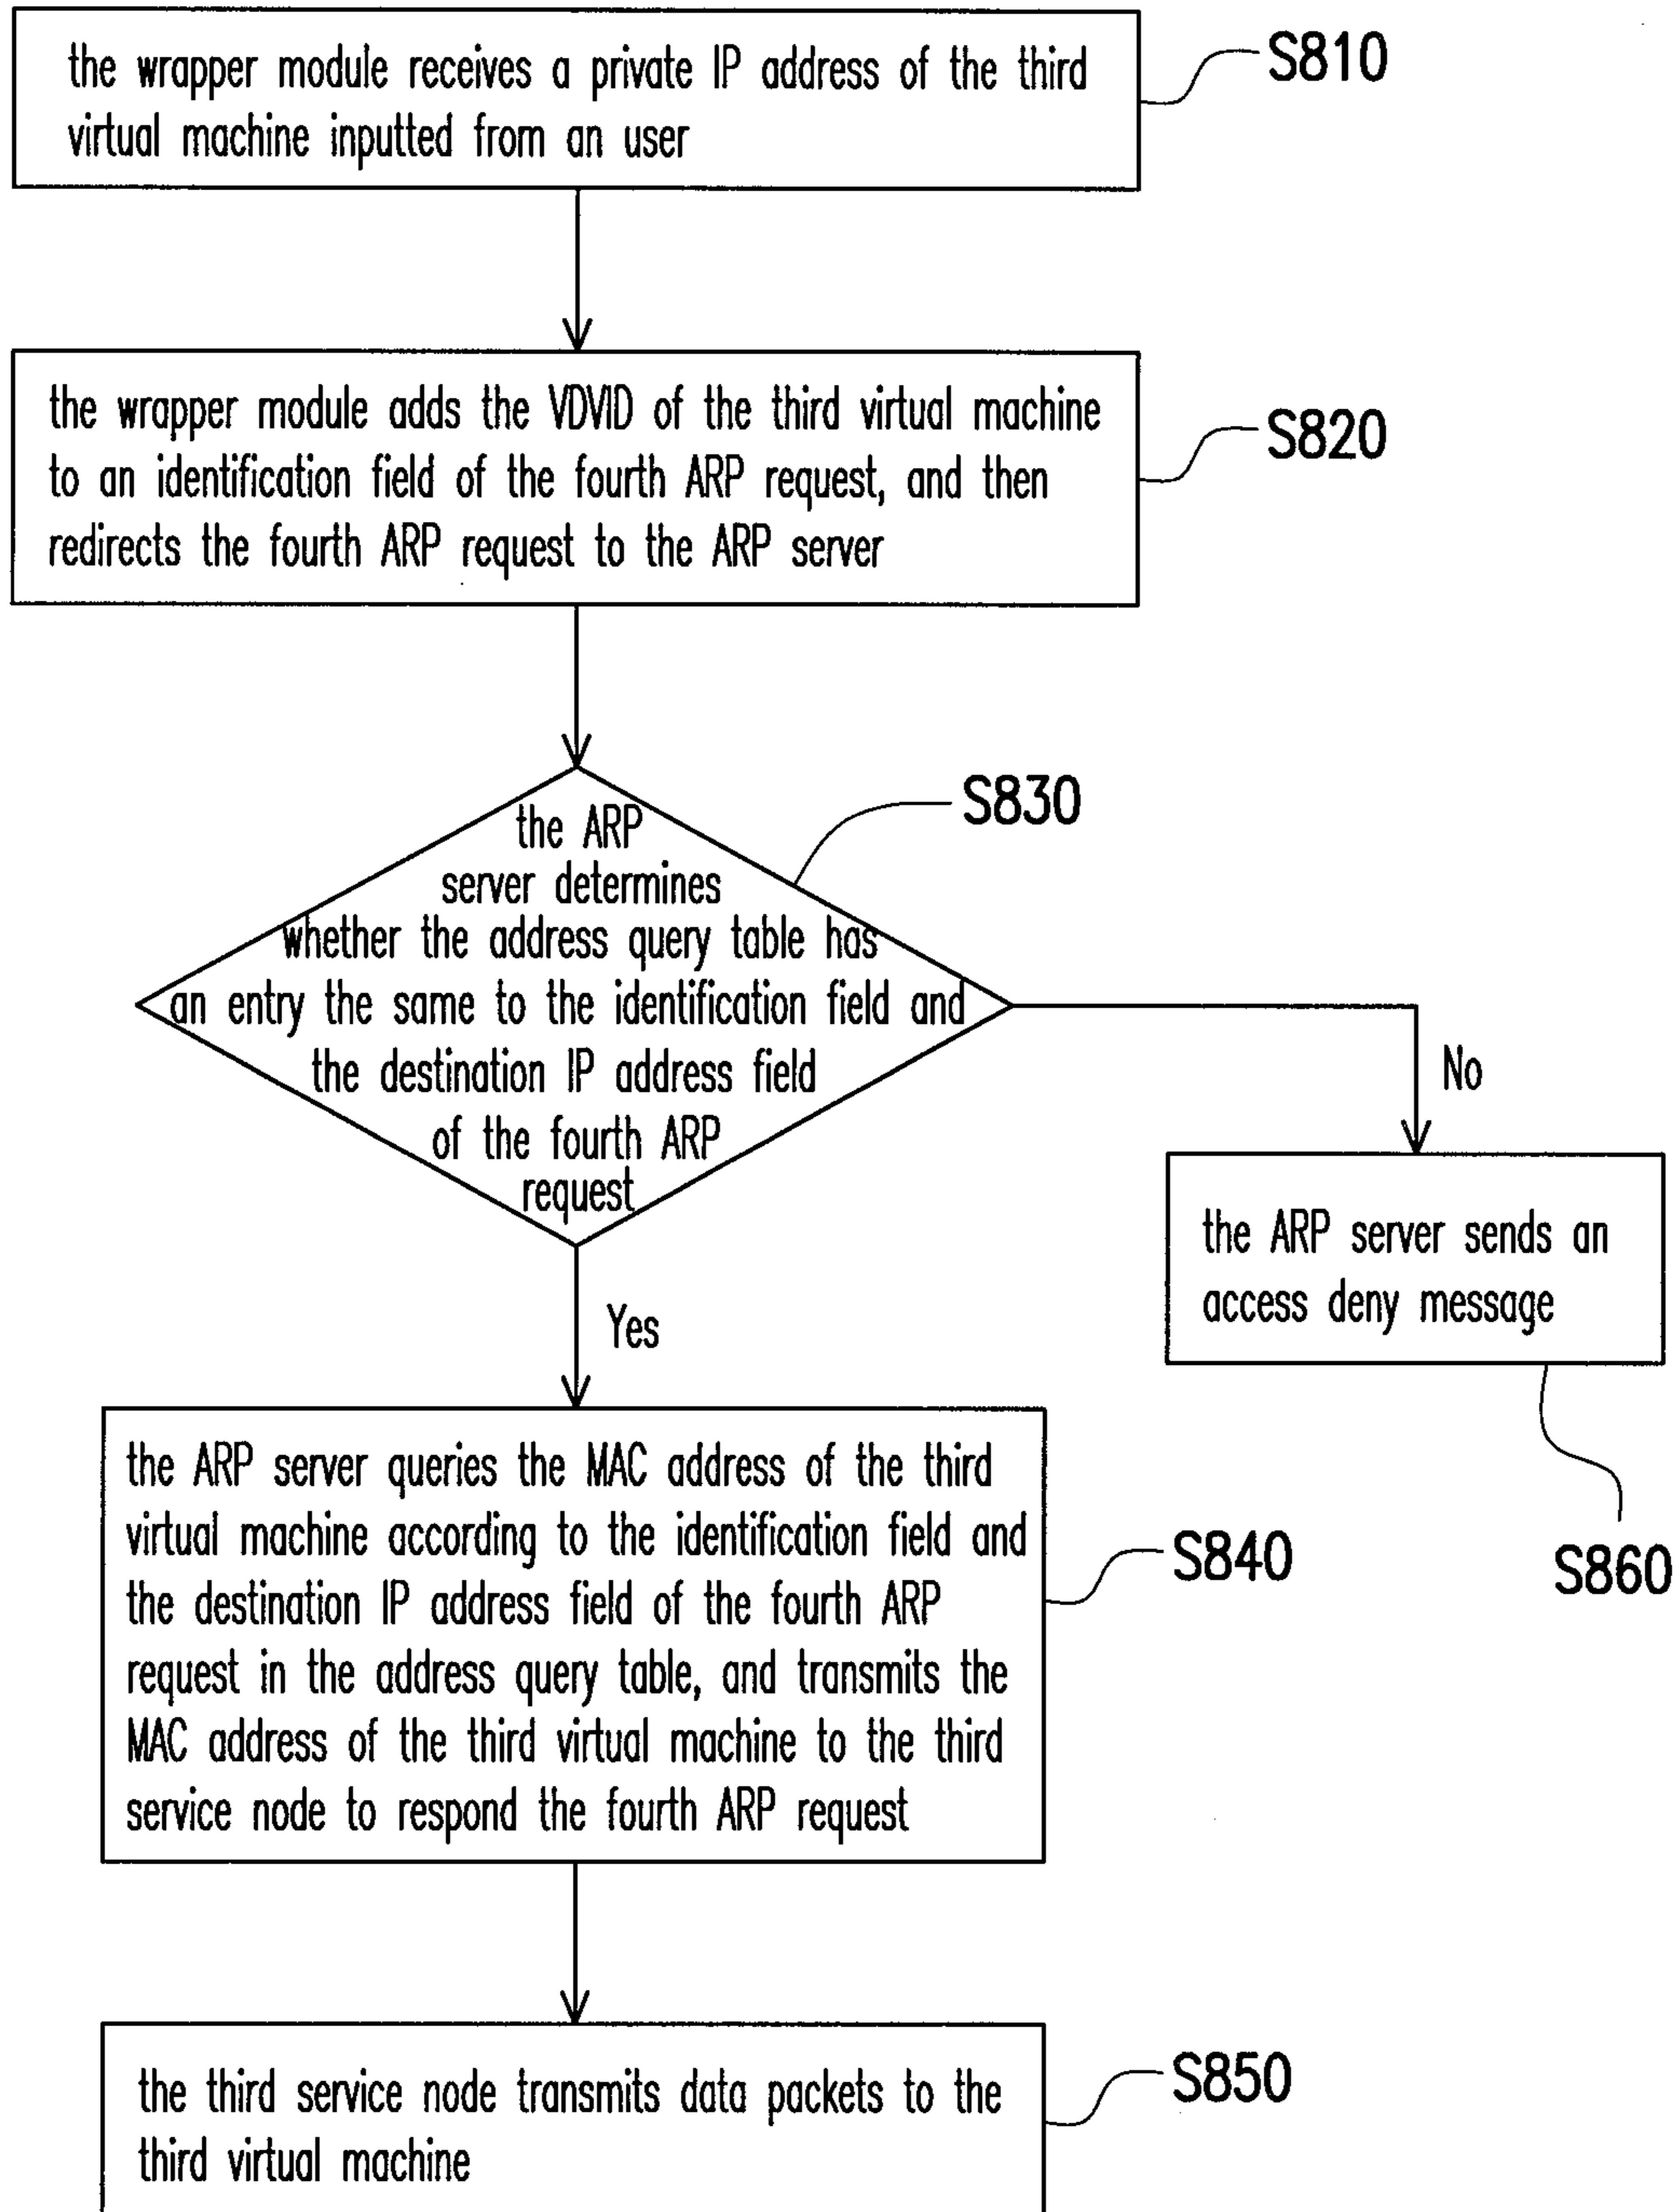 the wrapper module receives a private IP address of the third
virtual machine inputted from an user
S810
the wrapper module adds the VDVID of the third virtual machine
to an identification field of the fourth ARP request, and then
redirects the fourth ARP request to the ARP server
S820
the ARP
server determines
whether the address query table has
an entry the same to the identification field and
the destination IP address field
of the fourth ARP
request
S830
No
the ARP server sends an
access deny message
S860
Yes
the ARP server queries the MAC address of the third
virtual machine according to the identification field and
the destination IP address field of the fourth ARP
request in the address query table, and transmits the
MAC address of the third virtual machine to the third
service node to respond the fourth ARP request
S840
the third service node transmits data packets to the
third virtual machine
S850